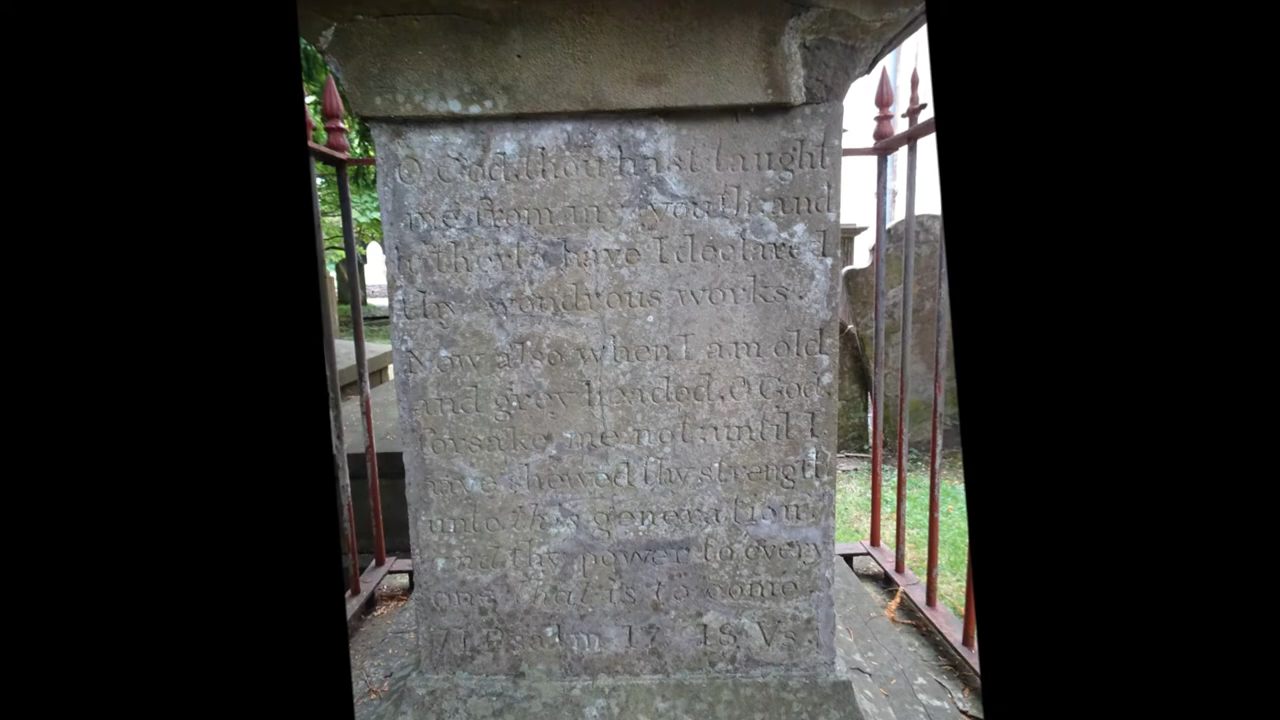 O God, thou hast taught
me from my youth and
hitherto have I declared
thy wondrous works.
Now also when I am old
and grey headed, O God,
forsake me not, until I
have shewed thy strength
unto this generation
and thy power to every
one that is to come.
71 Psalm 17 18 Vs.